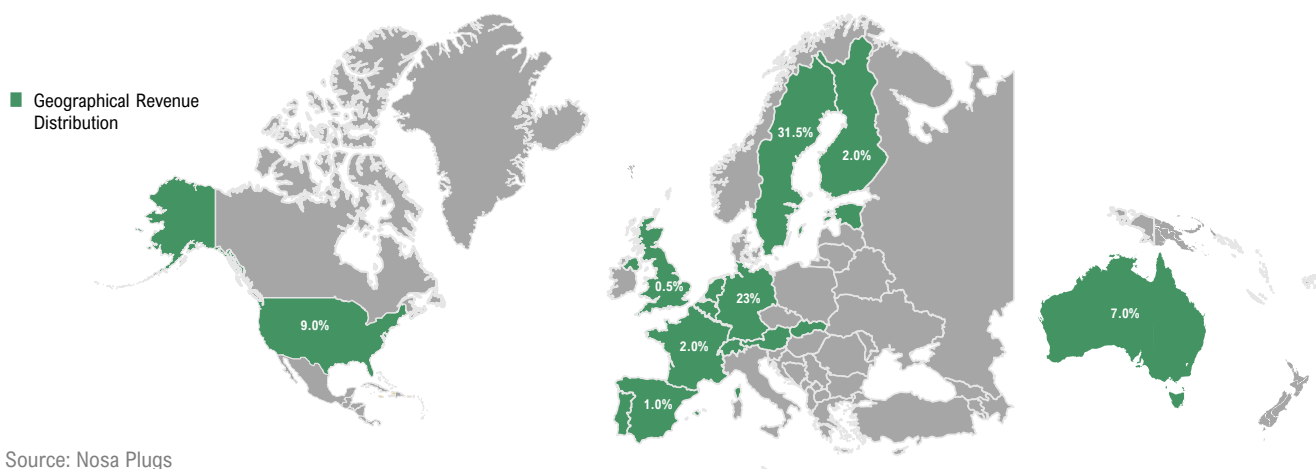 Geographical Revenue
Distribution
31.5%
2.0%
0.5%
23%
9.0%
7.0%
2.0%
1.0%
Source: Nosa Plugs